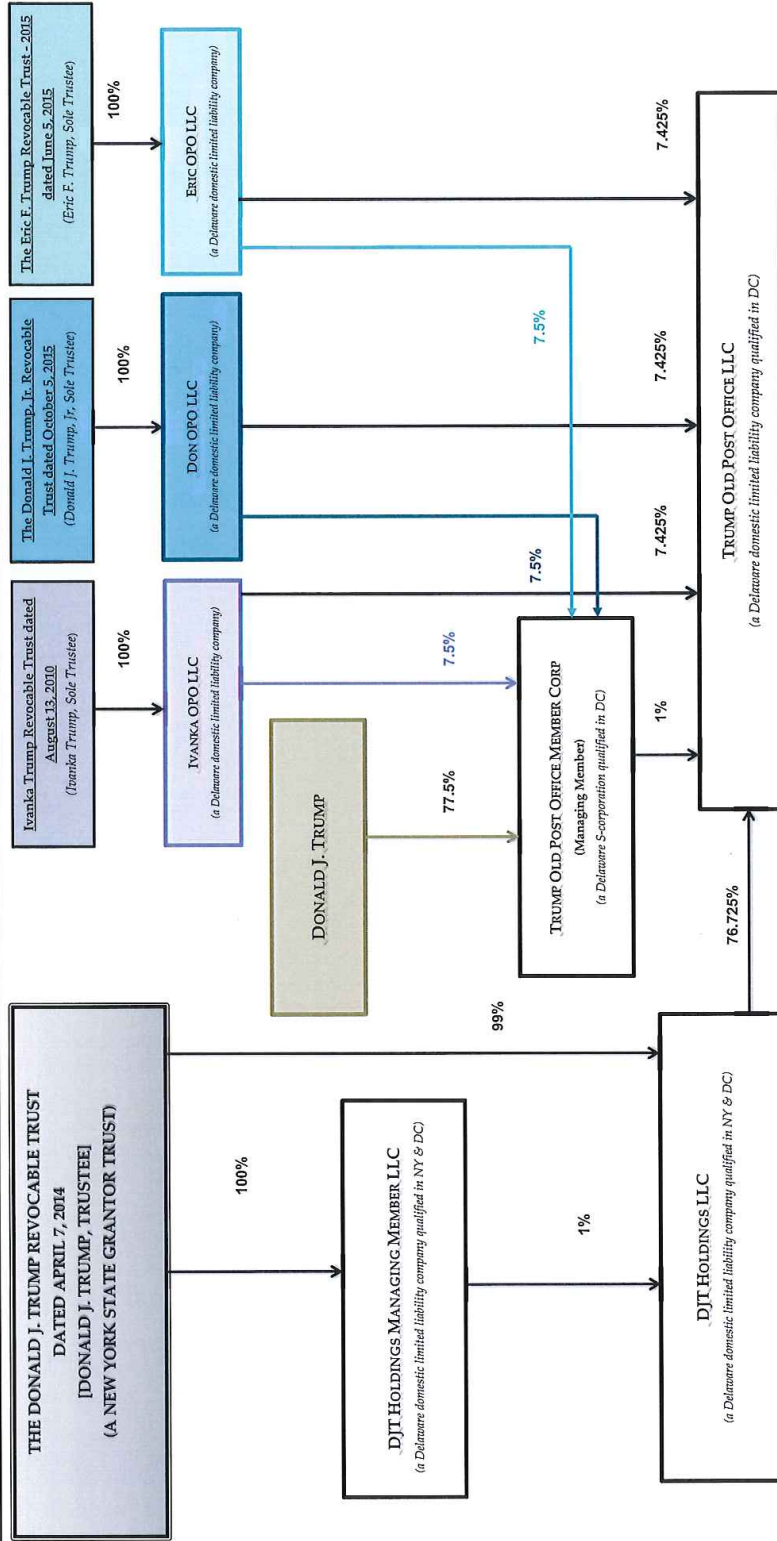 THE DONALD J. TRUMP REVOCABLE TRUST
DATED APRIL 7, 2014
[DONALD J. TRUMP, TRUSTEE]
(A NEW YORK STATE GRANTOR TRUST)
Ivanka Trump Revocable Trust dated
August 13, 2010
(Ivanka Trump, Sole Trustee)
The Donald J. Trump, Jr. Revocable
Trust dated October 5, 2015
(Donald J. Trump, Jr, Sole Trustee)
The Eric F. Trump Revocable Trust - 2015
dated June 5, 2015
(Eric F. Trump, Sole Trustee)
100%
100%
100%
IVANKA OPO LLC
(a Delaware domestic limited liability company)
DON OPO LLC
(a Delaware domestic limited liability company)
ERIC OPO LLC
(a Delaware domestic limited liability company)
100%
99%
DONALD J. TRUMP
77.5%
7.5%
7.5%
7.5%
DJT HOLDINGS MANAGING MEMBER LLC
(a Delaware domestic limited liability company qualified in NY & DC)
1%
TRUMP OLD POST OFFICE MEMBER CORP
(Managing Member)
(a Delaware S-corporation qualified in DC)
1%
7.425%
7.425%
7.425%
DJT HOLDINGS LLC
(a Delaware domestic limited liability company qualified in NY & DC)
76.725%
TRUMP OLD POST OFFICE LLC
(a Delaware domestic limited liability company qualified in DC)